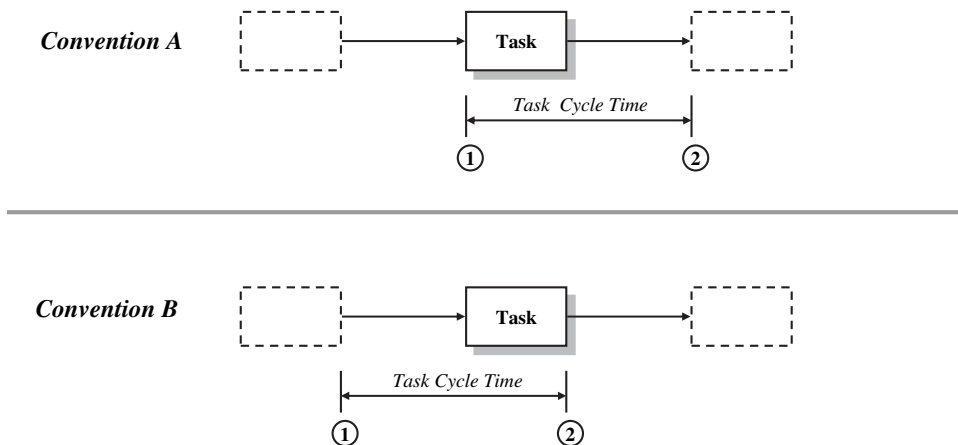 Convention A
Task
Task Cycle Time
1
2
Convention B
Task
Task Cycle Time
1
2